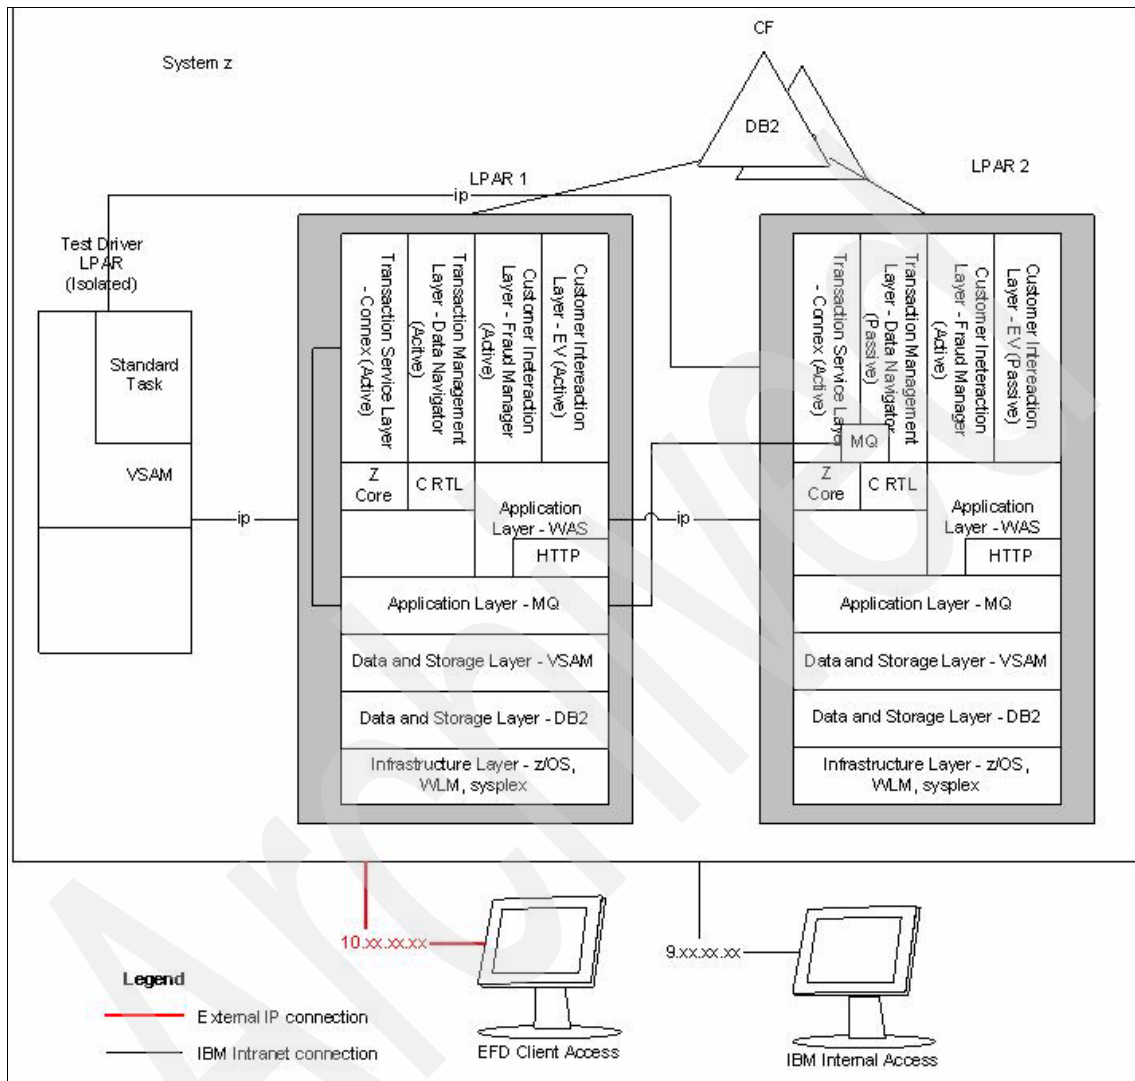 CF
System z
DB2
LPAR 1
LPAR 2
ip
Test Driver
LPAR
(Isolated)
Standard
Task
VSAM
ip
Transaction Service Layer
- Connex (Active)
Transaction Management
Layer - Data Navigator
(Acitve)
Customer Ineteraction
Layer - Fraud Manager
(Active)
Customer Intereaction
Layer - EV (Active)
Z
Core
C RTL
Application
Layer - WAS
HTTP
Application Layer - MQ
Data and Storage Layer - VSAM
Data and Storage Layer - DB2
Infrastructure Layer - z/OS,
WLM, sysplex
ip
Transaction Service Layer
- Connex (Active)
Transaction Management
Layer - Data Navigator
(Passive)
Customer Ineteraction
Layer - Fraud Manager
(Active)
Customer Intereaction
Layer - EV (Passive)
MQ
Z
Core
C RTL
Application
Layer - WAS
HTTP
Application Layer - MQ
Data and Storage Layer - VSAM
Data and Storage Layer - DB2
Infrastructure Layer - z/OS,
WLM, sysplex
10.xx.xx.xx
9.xx.xx.xx
Legend
External IP connection
IBM Intranet connection
EFD Client Access
IBM Internal Access
Archived